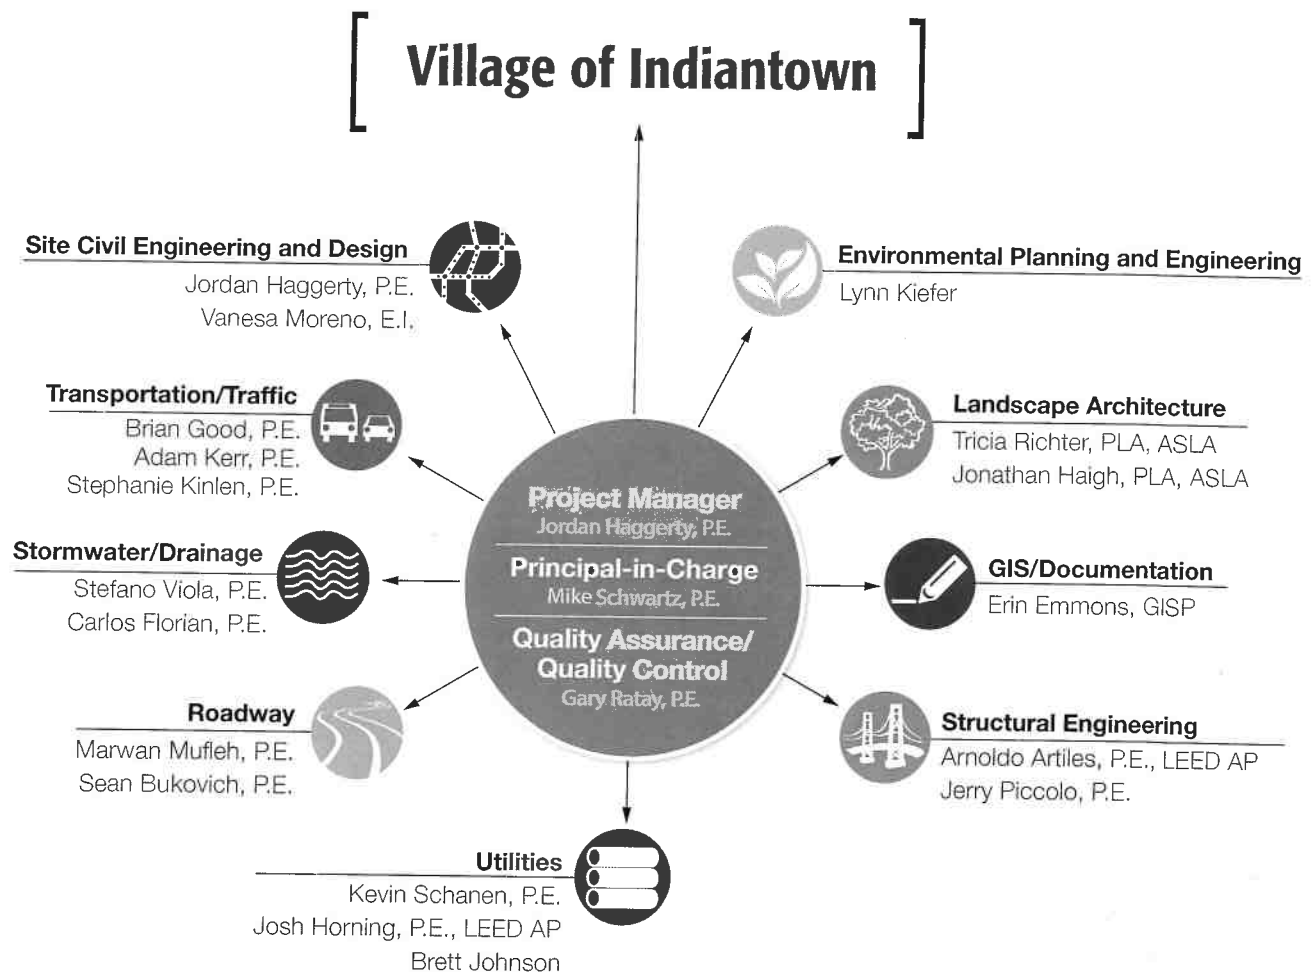 Village of Indiantown
Site Civil Engineering and Design
Jordan Haggerty, P.E.
Vanesa Moreno, E.I.
Environmental Planning and Engineering
Lynn Kiefer
Transportation/Traffic
Brian Good, P.E.
Adam Kerr, P.E.
Stephanie Kinlen, P.E.
Landscape Architecture
Tricia Richter, PLA, ASLA
Jonathan Haigh, PLA, ASLA
Project Manager
Jordan Haggerty, P.E.
Principal-in-Charge
Mike Schwartz, P.E.
Quality Assurance/
Quality Control
Gary Ratay, P.E.
Stormwater/Drainage
Stefano Viola, P.E.
Carlos Florian, P.E.
GIS/Documentation
Erin Emmons, GISP
Roadway
Marwan Mufleh, P.E.
Sean Bukovich, P.E.
Structural Engineering
Arnoldo Artiles, P.E., LEED AP
Jerry Piccolo, P.E.
Utilities
Kevin Schanen, P.E.
Josh Horning, P.E., LEED AP
Brett Johnson